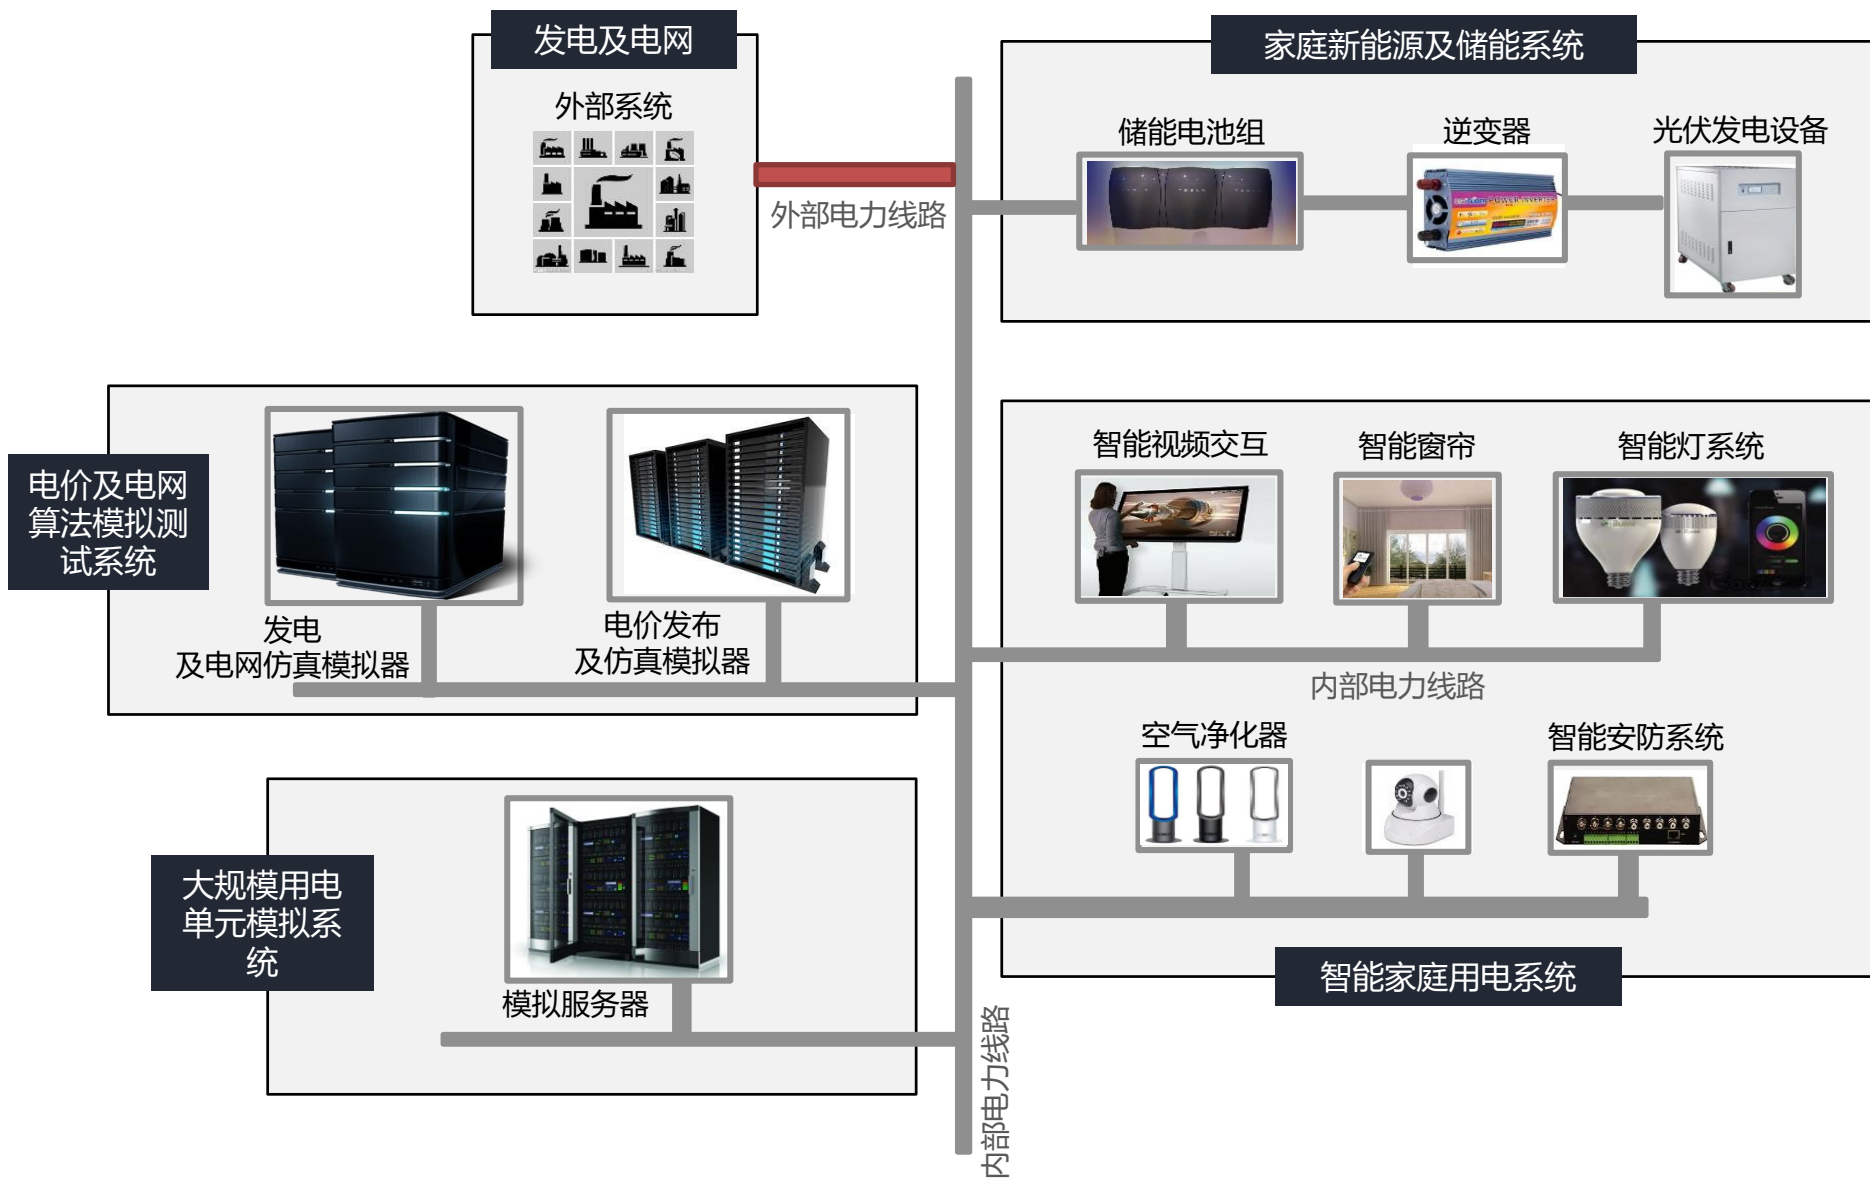 发电及电网
外部系统
外部电力线路
家庭新能源及储能系统
储能电池组
逆变器
光伏发电设备
TESLA
POWER INVERTER
电价及电网
算法模拟测
试系统
发电
及电网仿真模拟器
电价发布
及仿真模拟器
智能视频交互
智能窗帘
智能灯系统
内部电力线路
空气净化器
智能安防系统
智能家庭用电系统
大规模用电
单元模拟系
统
模拟服务器
内部电力线路